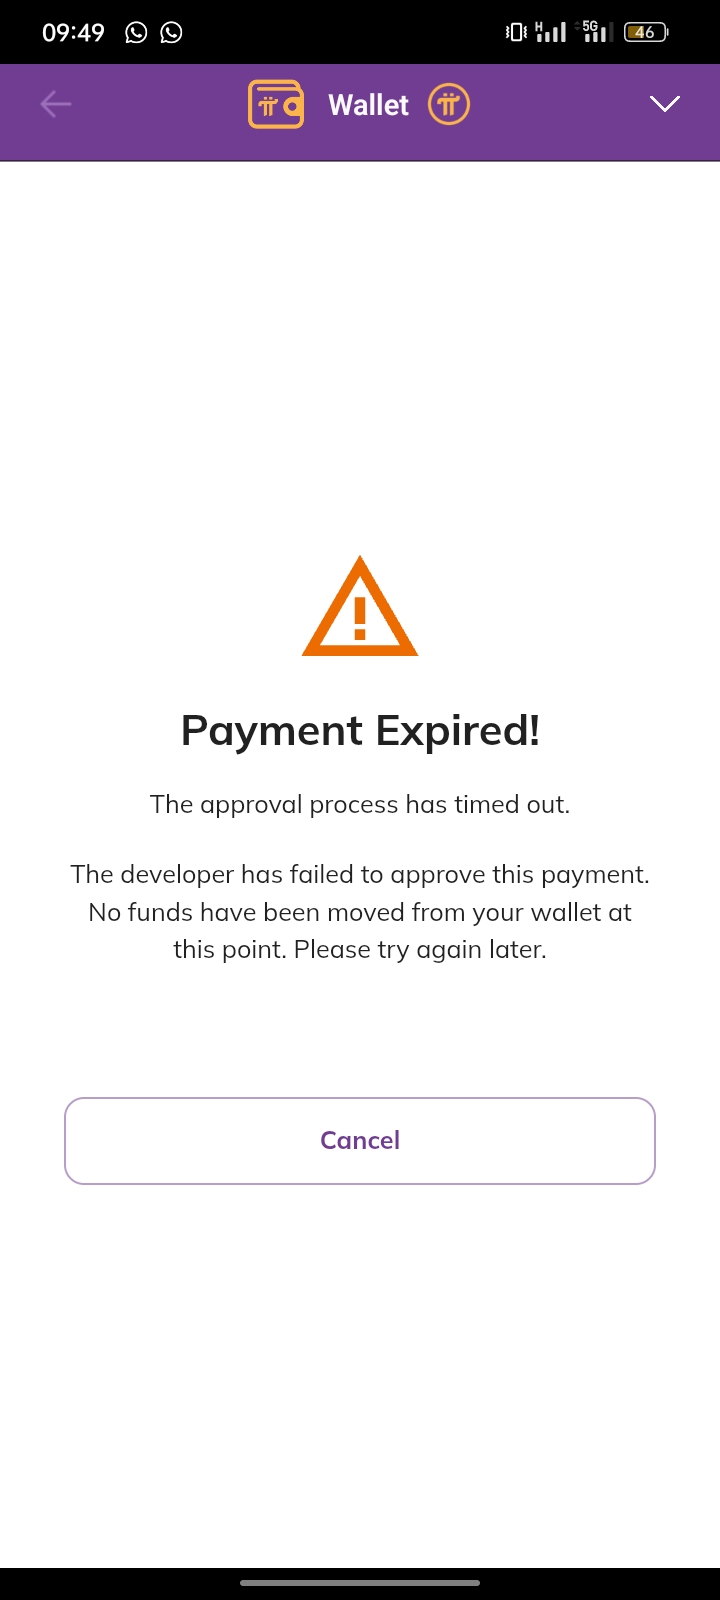 09:49 H 5G 46
Wallet
Payment Expired!
The approval process has timed out.
The developer has failed to approve this payment.
No funds have been moved from your wallet at
this point. Please try again later.
Cancel